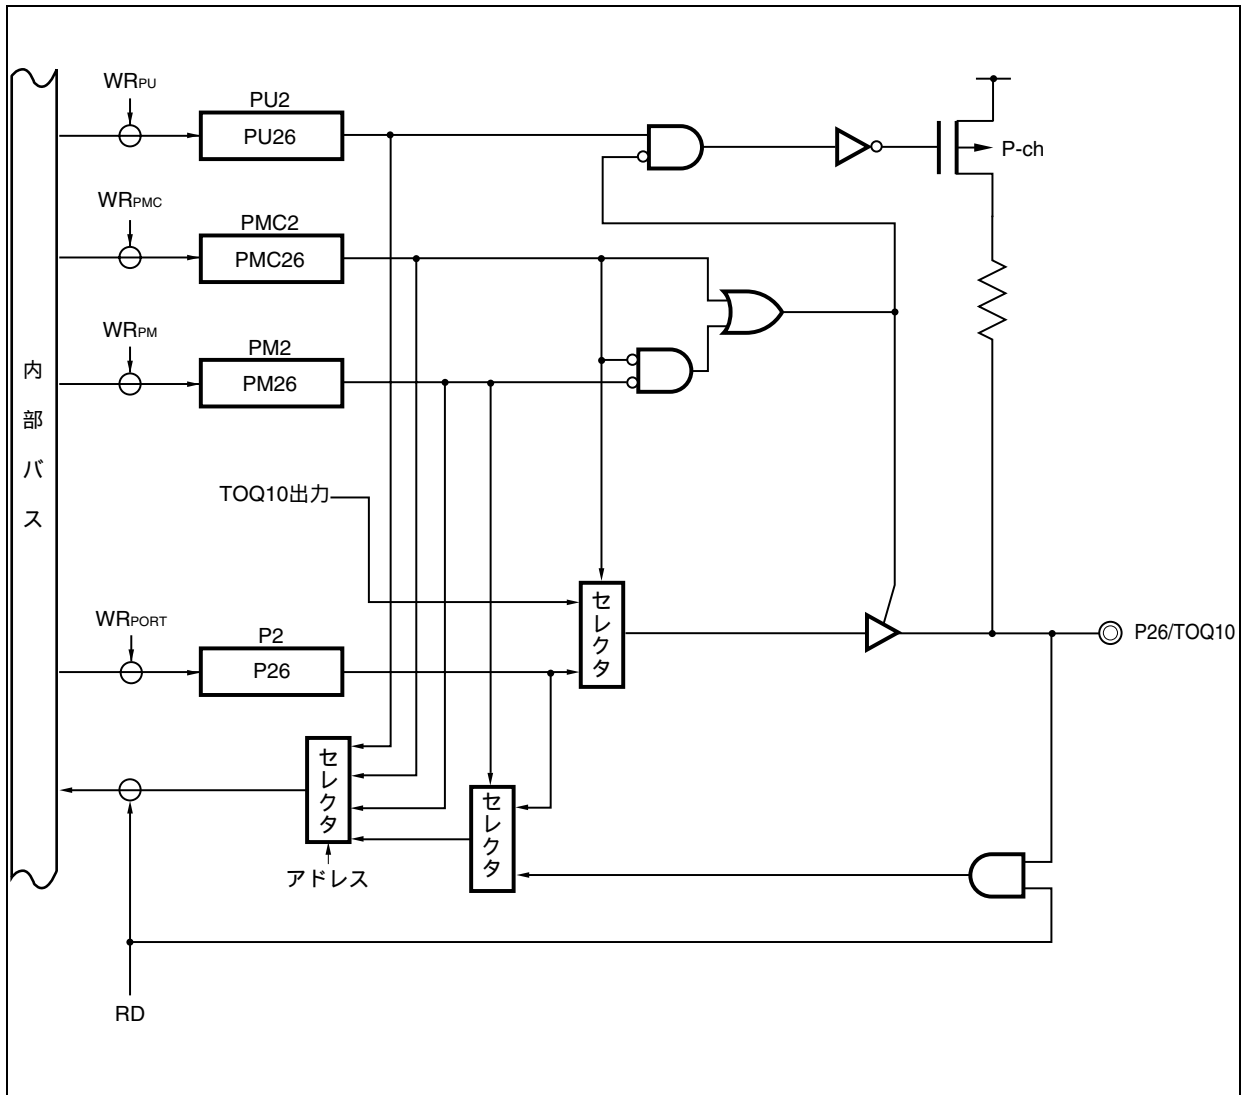 WRPU
PU2
PU26
P-ch
WRPMC
PMC2
PMC26
WRPM
PM2
PM26
内部バス
TOQ10出力
セレクタ
WRPORT
P2
P26
P26/TOQ10
セレクタ
セレクタ
アドレス
RD